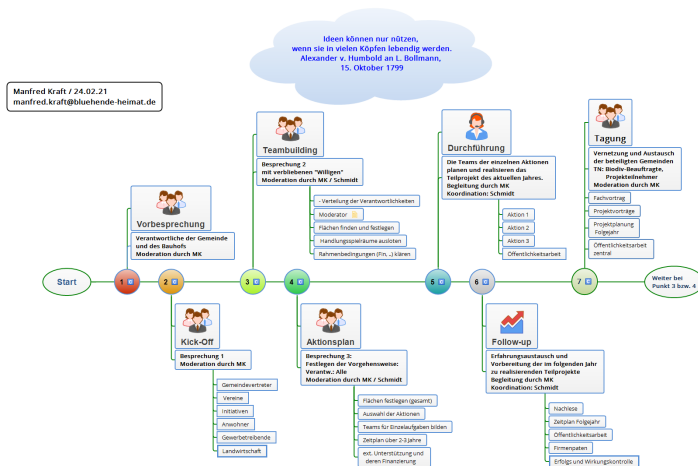 Ideen können nur nützen,
wenn sie in vielen Köpfen lebendig werden.
Alexander v. Humbold an L. Bollmann,
15. Oktober 1799
Manfred Kraft / 24.02.21
manfred.kraft@bluehende-heimat.de
Start
1
Vorbesprechung
Verantwortliche der Gemeinde
und des Bauhofs
Moderation durch MK
2
Kick-Off
Besprechung 1
Moderation durch MK
Gemeindevertreter
Vereine
Initiativen
Anwohner
Gewerbetreibende
Landwirtschaft
3
Teambuilding
Besprechung 2
mit verbliebenen "Willigen"
Moderation durch MK / Schmidt
- Verteilung der Verantwortlichkeiten
Moderator
Flächen finden und festlegen
Handlungsspielräume ausloten
Rahmenbedingungen (Fin, ..) klären
4
Aktionsplan
Besprechung 3:
Festlegen der Vorgehensweise:
Verantw.: Alle
Moderation durch MK / Schmidt
Flächen festlegen (gesamt)
Auswahl der Aktionen
Teams für Einzelaufgaben bilden
Zeitplan über 2-3 Jahre
ext. Unterstützung und
deren Finanzierung
5
Durchführung
Die Teams der einzelnen Aktionen
planen und realisieren das
Teilprojekt des aktuellen Jahres.
Begleitung durch MK
Koordination: Schmidt
Aktion 1
Aktion 2
Aktion 3
Öffentlichkeitsarbeit
6
Follow-up
Erfahrungsaustausch und
Vorbereitung der im folgenden Jahr
zu realisierenden Teilprojekte
Begleitung durch MK
Koordination: Schmidt
Nachlese
Zeitplan Folgejahr
Öffentlichkeitsarbeit
Firmenpaten
Erfolgs und Wirkungskontrolle
7
Tagung
Vernetzung und Austausch
der beteiligten Gemeinden
TN: Biodiv-Beauftragte,
Projekteilnehmer
Moderation durch MK
Fachvortrag
Projektvorträge
Projektplanung
Folgejahr
Öffentlichkeitsarbeit
zentral
Weiter bei
Punkt 3 bzw. 4